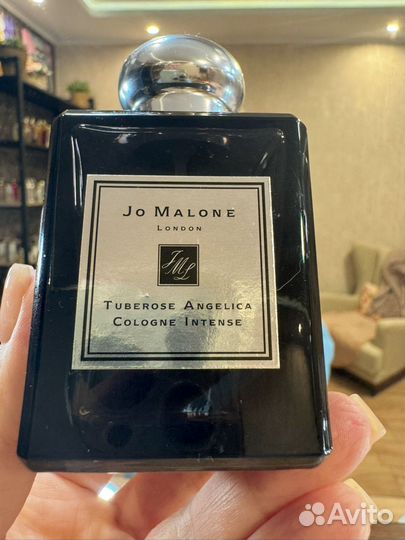 JO MALONE
LONDON
JML
TUBEROSE ANGELICA
COLOGNE INTENSE
Avito